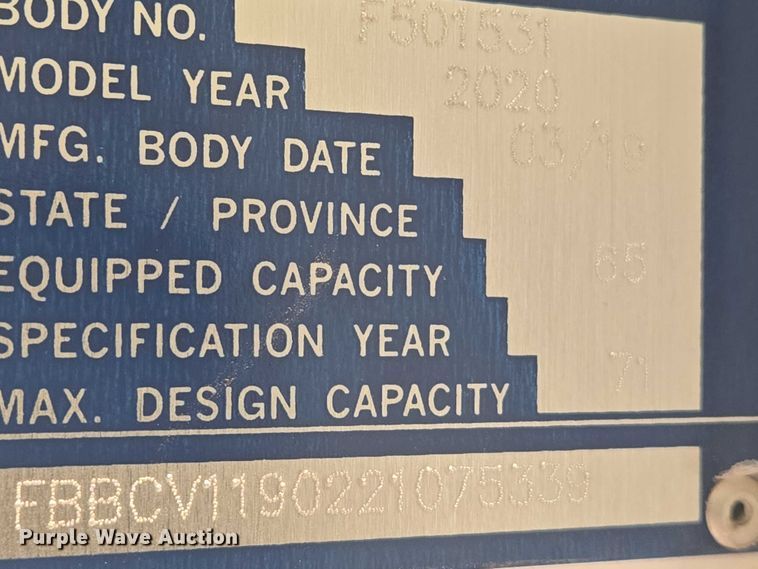 BODY NO. F501531
MODEL YEAR 2020
MFG. BODY DATE 03/19
STATE / PROVINCE
EQUIPPED CAPACITY 65
SPECIFICATION YEAR
MAX. DESIGN CAPACITY 71
FBBCV1190221075339
Purple Wave Auction